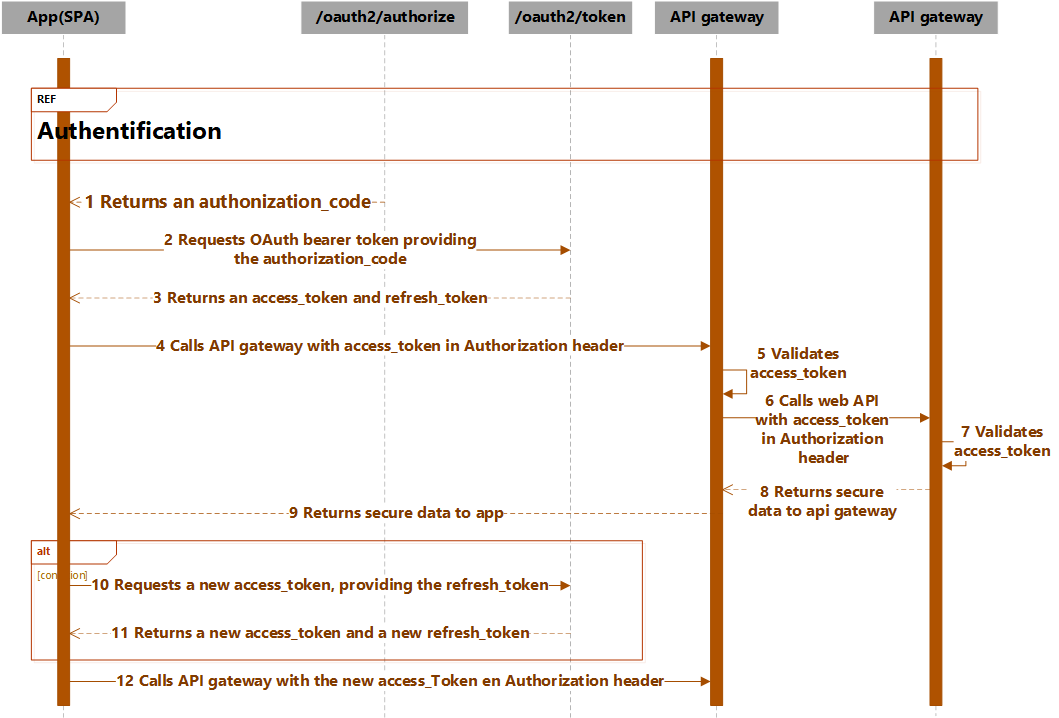 App(SPA)
/oauth2/authorize
/oauth2/token
API gateway
API gateway
REF
Authentification
1 Returns an authonization_code
2 Requests OAuth bearer token providing
the authorization_code
3 Returns an access_token and refresh_token
4 Calls API gateway with access_token in Authorization header
5 Validates
access_token
6 Calls web API
with access_token
in Authorization
header
7 Validates
access_token
8 Returns secure
data to api gateway
9 Returns secure data to app
alt
[condition]
10 Requests a new access_token, providing the refresh_token
11 Returns a new access_token and a new refresh_token
12 Calls API gateway with the new access_Token en Authorization header